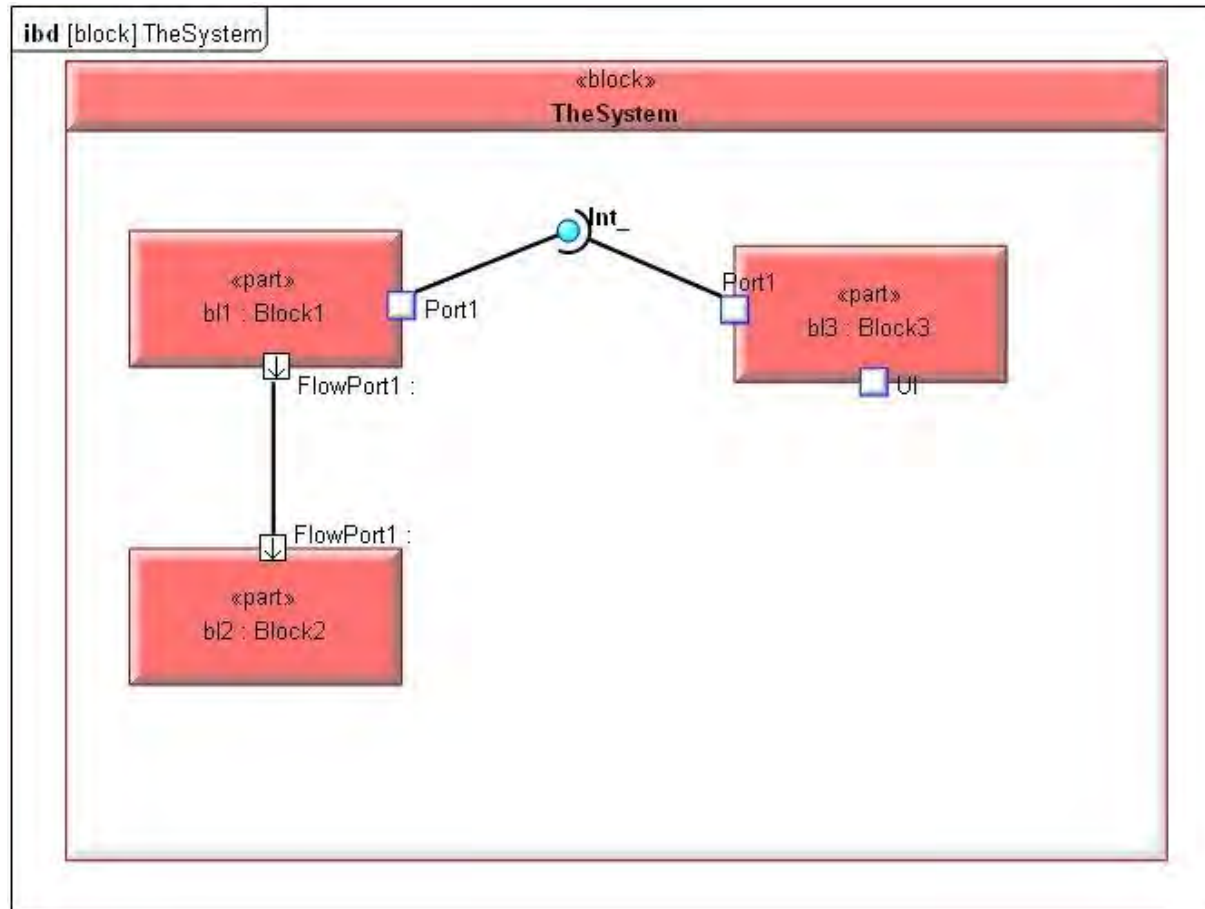 ibd [block] TheSystem
«block»
TheSystem
Int_
«part»
bl1 : Block1
Port1
Port1
«part»
bl3 : Block3
FlowPort1 :
UI
FlowPort1 :
«part»
bl2 : Block2